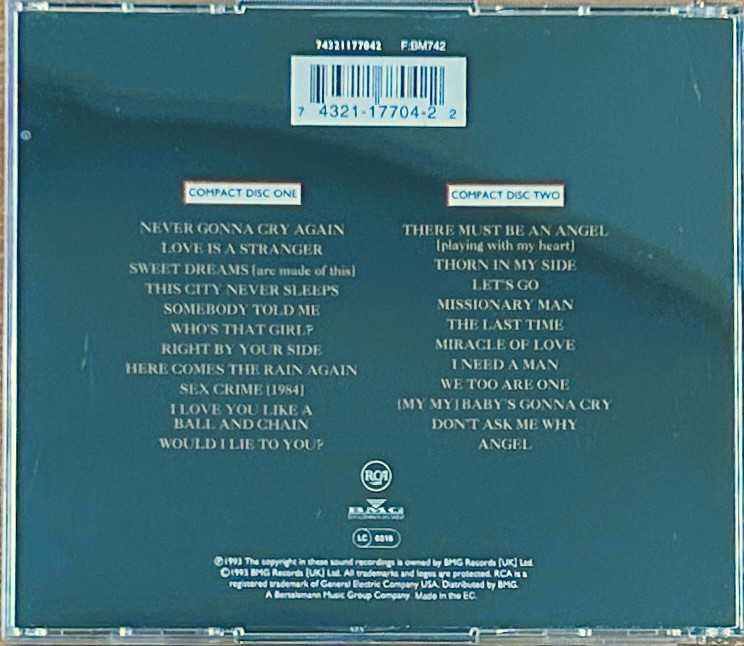 74321177042 F:BM742
7 4321-17704-2 2
COMPACT DISC ONE
NEVER GONNA CRY AGAIN
LOVE IS A STRANGER
SWEET DREAMS [are made of this]
THIS CITY NEVER SLEEPS
SOMEBODY TOLD ME
WHO'S THAT GIRL?
RIGHT BY YOUR SIDE
HERE COMES THE RAIN AGAIN
SEX CRIME [1984]
I LOVE YOU LIKE A
BALL AND CHAIN
WOULD I LIE TO YOU?
COMPACT DISC TWO
THERE MUST BE AN ANGEL
[playing with my heart]
THORN IN MY SIDE
LET'S GO
MISSIONARY MAN
THE LAST TIME
MIRACLE OF LOVE
I NEED A MAN
WE TOO ARE ONE
[MY MY] BABY'S GONNA CRY
DON'T ASK ME WHY
ANGEL
RCA
BMG
LC 0316
℗1993 The copyright in these sound recordings is owned by BMG Records [UK] Ltd.
©1993 BMG Records [UK] Ltd. All trademarks and logos are protected. RCA is a
registered trademark of General Electric Company USA. Distributed by BMG.
A Bertelsmann Music Group Company. Made in the EC.